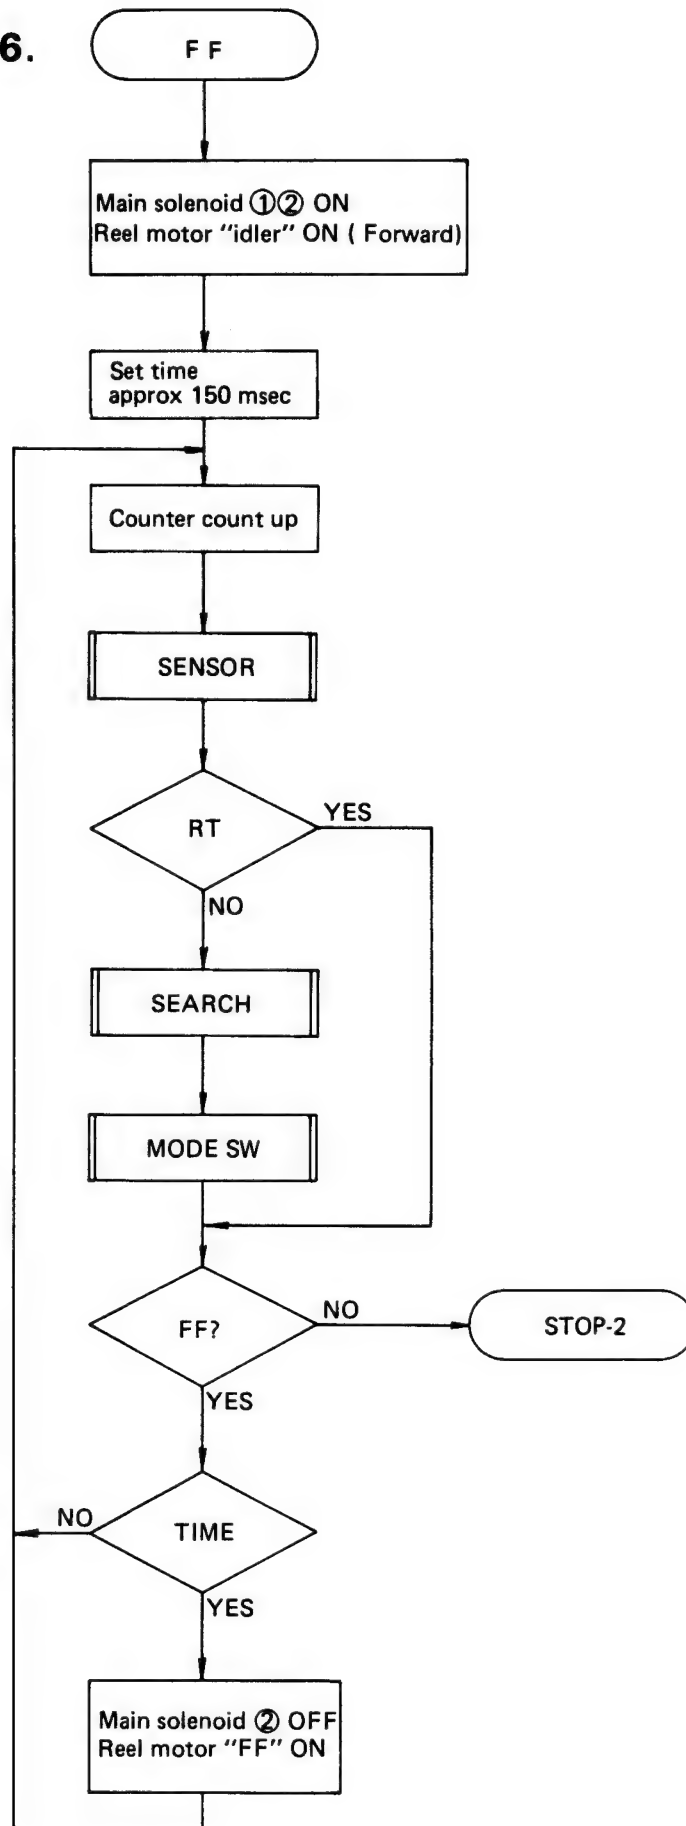 6.
F F
Main solenoid ①② ON
Reel motor "idler" ON ( Forward)
Set time
approx 150 msec
Counter count up
SENSOR
RT
YES
NO
SEARCH
MODE SW
FF?
NO
STOP-2
YES
NO
TIME
YES
Main solenoid ② OFF
Reel motor "FF" ON